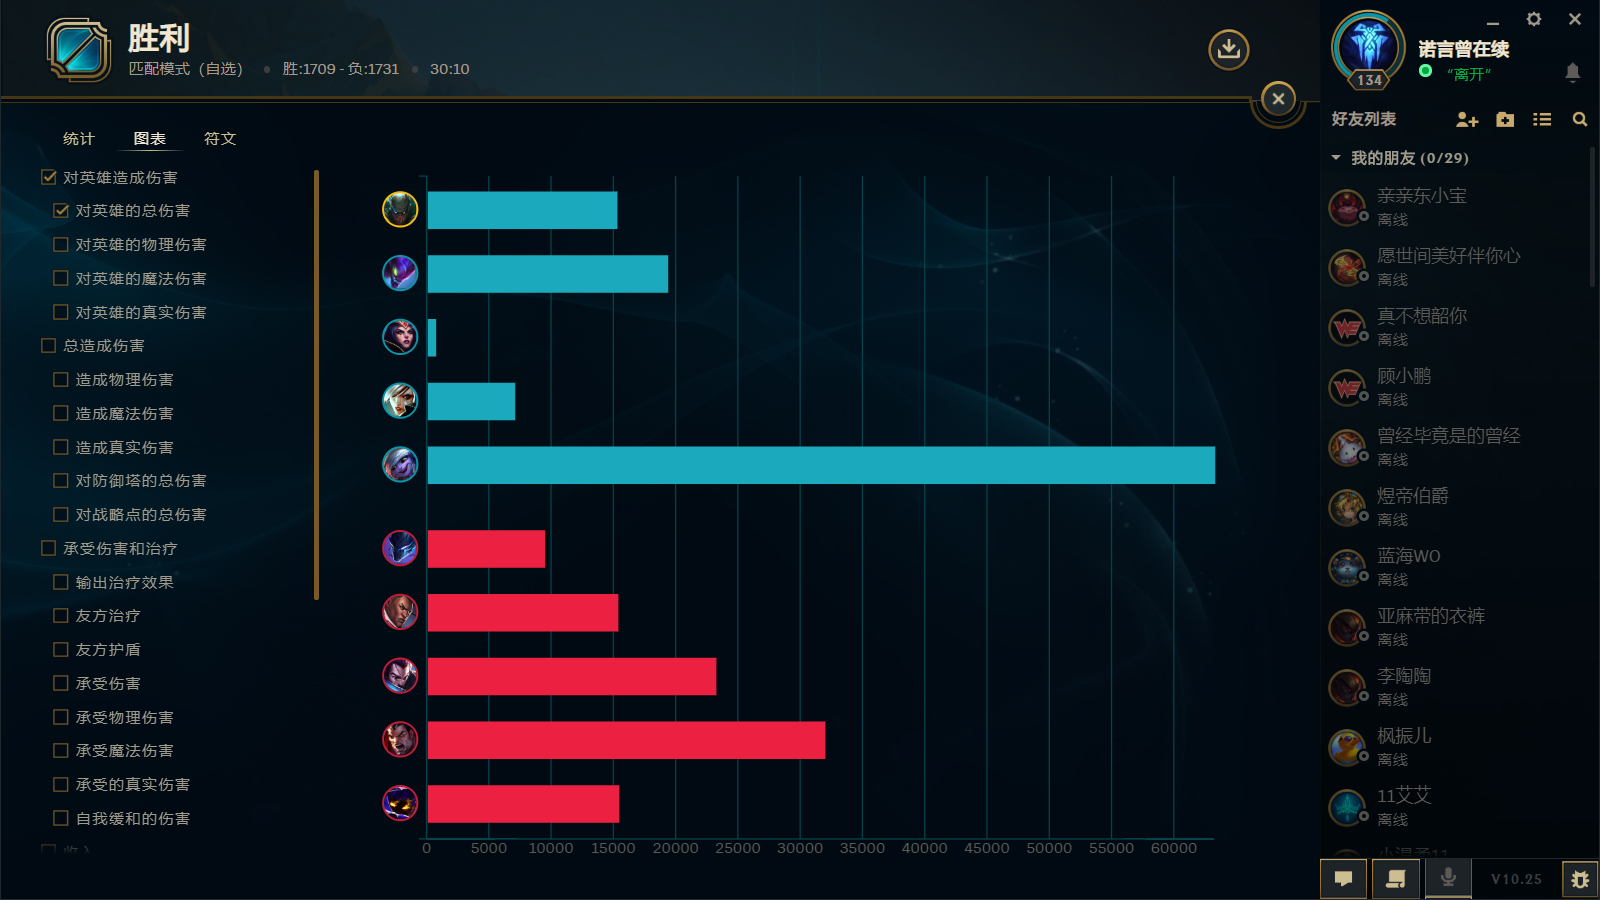 胜利
匹配模式（自选） • 胜:1709 - 负:1731 • 30:10
统计 图表 符文
对英雄造成伤害
对英雄的总伤害
对英雄的物理伤害
对英雄的魔法伤害
对英雄的真实伤害
总造成伤害
造成物理伤害
造成魔法伤害
造成真实伤害
对防御塔的总伤害
对战略点的总伤害
承受伤害和治疗
输出治疗效果
友方治疗
友方护盾
承受伤害
承受物理伤害
承受魔法伤害
承受的真实伤害
自我缓和的伤害
收入
0 5000 10000 15000 20000 25000 30000 35000 40000 45000 50000 55000 60000
134
诺言曾在续
“离开”
好友列表
我的朋友 (0/29)
亲亲东小宝
离线
愿世间美好伴你心
离线
真不想韶你
离线
顾小鹏
离线
曾经毕竟是的曾经
离线
煜帝伯爵
离线
蓝海WO
离线
亚麻带的衣裤
离线
李陶陶
离线
枫振儿
离线
11艾艾
离线
V10.25